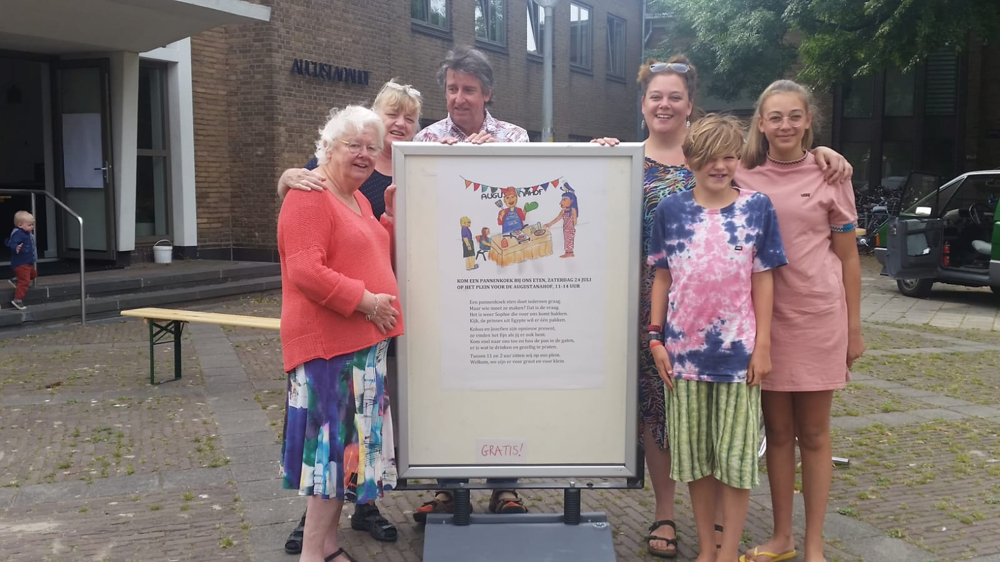 AUGUSTANAHOF
AUGUSTANAHOF
KOM EEN PANNENKOEK BIJ ONS ETEN, ZATERDAG 24 JULI
OP HET PLEIN VOOR DE AUGUSTANAHOF, 11-14 UUR
Een pannenkoek eten doet iedereen graag.
Maar wie moet ze maken? Dat is de vraag.
Het is weer Sophie die voor ons komt bakken.
Kijk, de prinses uit Egypte wil er één pakken.
Kobus en Jozefien zijn opnieuw present,
ze vinden het fijn als jij er ook bent.
Kom snel naar ons toe en hou de pan in de gaten,
er is wat te drinken en gezellig te praten.
Tussen 11 en 2 uur zitten wij op ons plein.
Welkom, we zijn er voor groot en voor klein.
GRATIS!